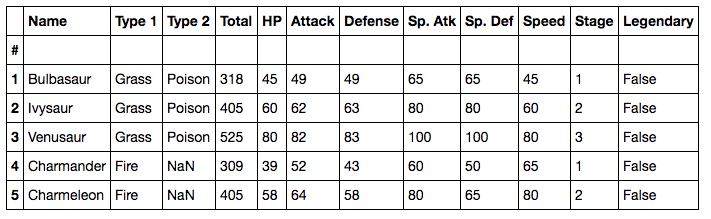 Name Type 1 Type 2 Total HP Attack Defense Sp. Atk Sp. Def Speed Stage Legendary
#
1 Bulbasaur Grass Poison 318 45 49 49 65 65 45 1 False
2 Ivysaur Grass Poison 405 60 62 63 80 80 60 2 False
3 Venusaur Grass Poison 525 80 82 83 100 100 80 3 False
4 Charmander Fire NaN 309 39 52 43 60 50 65 1 False
5 Charmeleon Fire NaN 405 58 64 58 80 65 80 2 False